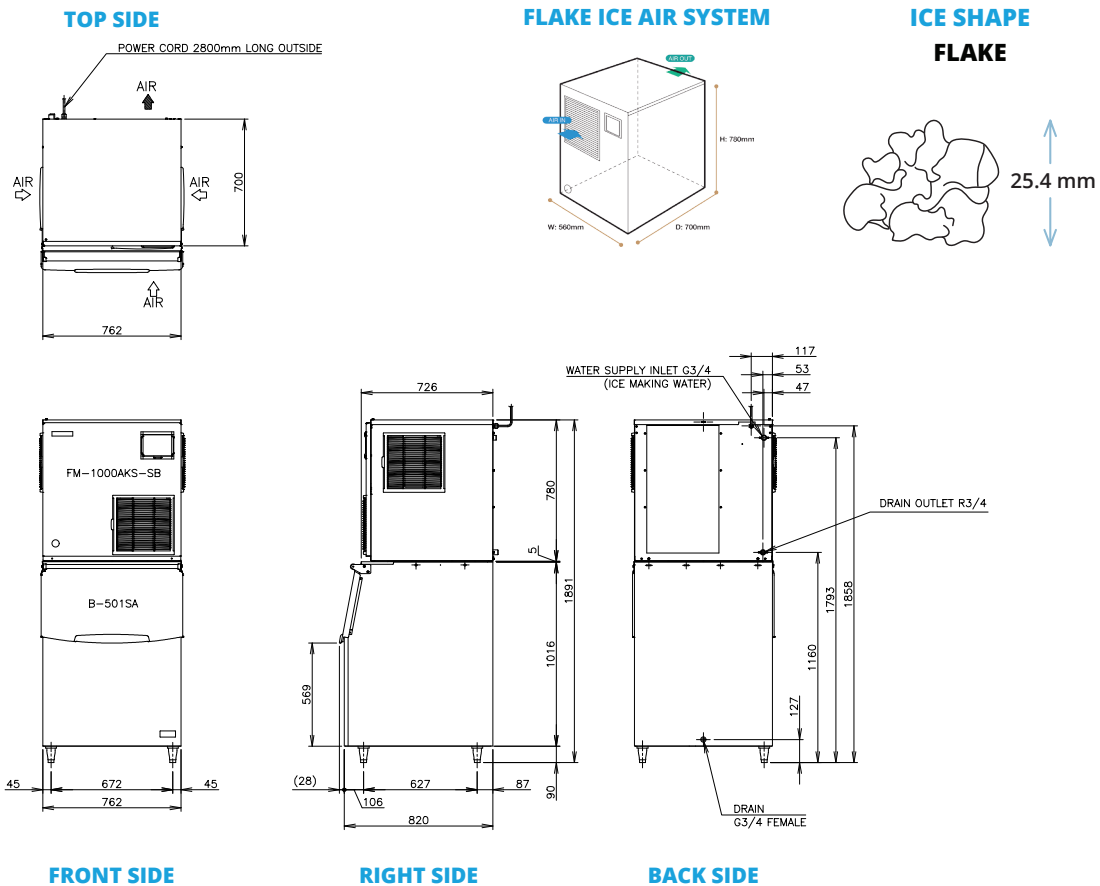 TOP SIDE
POWER CORD 2800mm LONG OUTSIDE
AIR
AIR
AIR
700
AIR
762
FLAKE ICE AIR SYSTEM
AIR OUT
AIR IN
H: 780mm
W: 560mm
D: 700mm
ICE SHAPE
FLAKE
25.4 mm
FM-1000AKS-SB
B-501SA
45
672
45
762
FRONT SIDE
726
780
5
1891
1016
569
(28)
627
87
106
90
820
RIGHT SIDE
117
WATER SUPPLY INLET G3/4
(ICE MAKING WATER)
53
47
DRAIN OUTLET R3/4
1858
1793
1160
127
DRAIN
G3/4 FEMALE
BACK SIDE